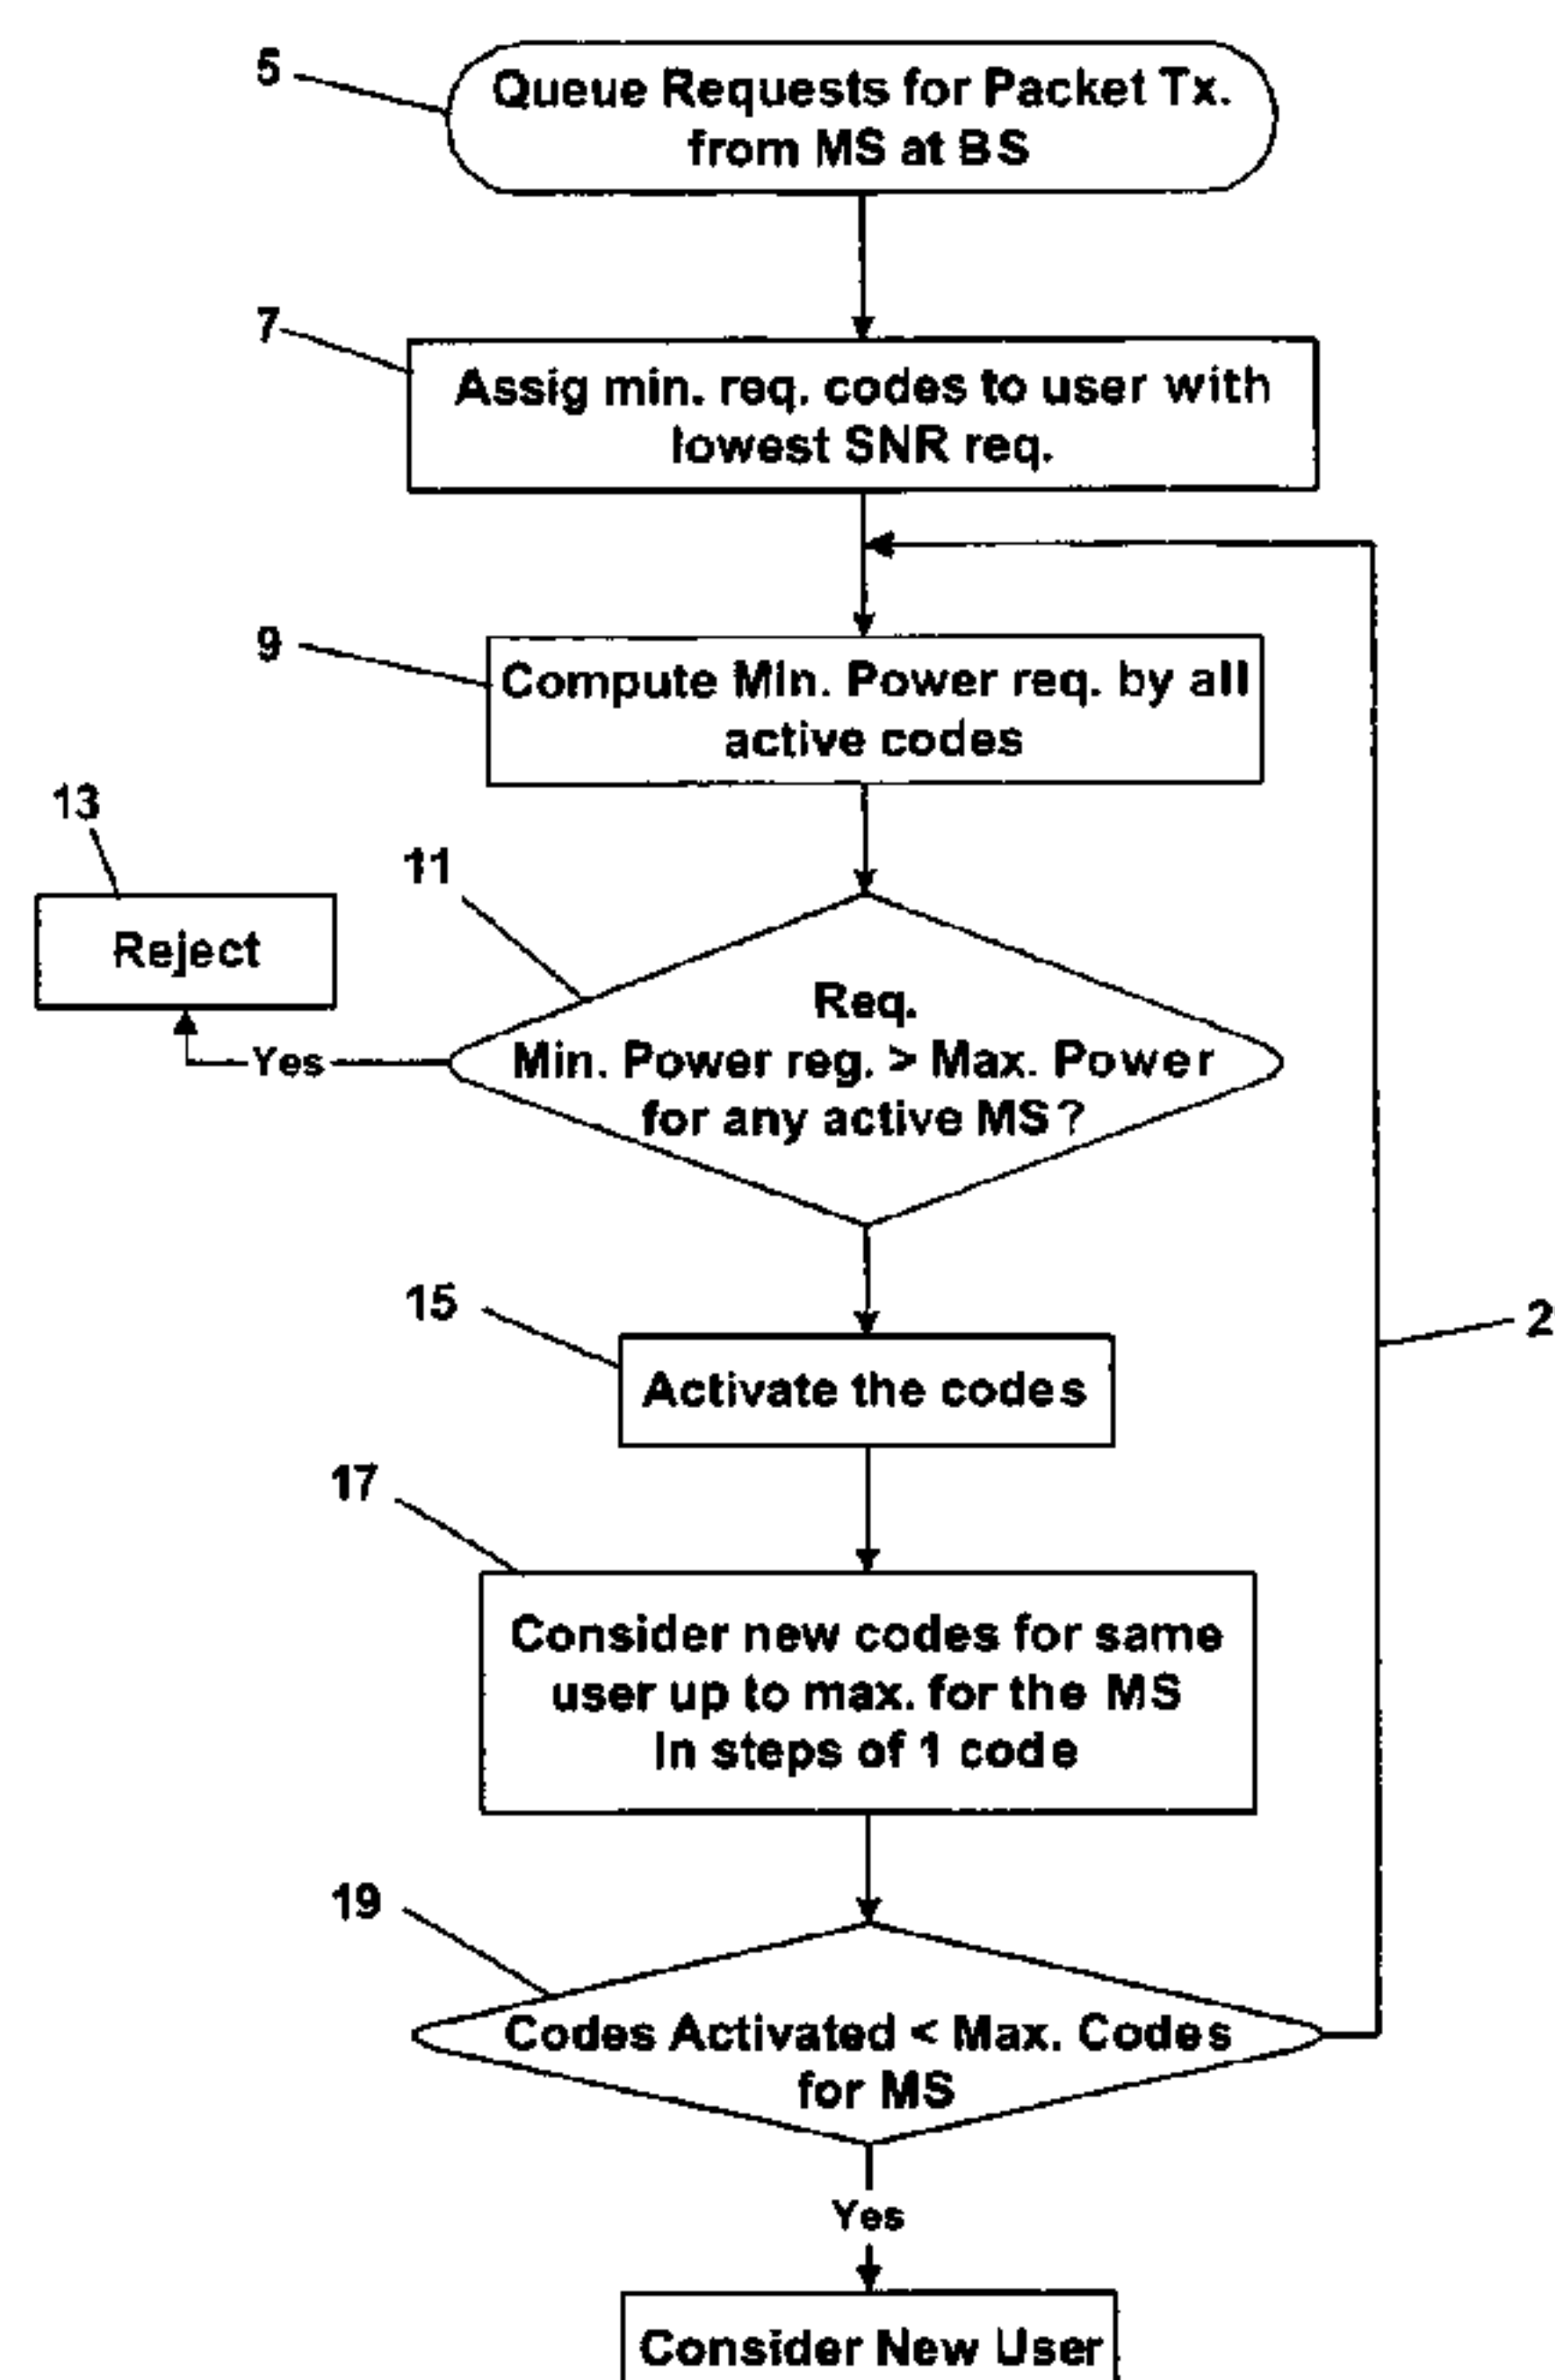 5
Queue Requests for Packet Tx.
from MS at BS
7
Assig min. req. codes to user with
lowest SNR req.
9
Compute Min. Power req. by all
active codes
13
Reject
11
Req.
Min. Power reg. > Max. Power
for any active MS?
Yes
15
Activate the codes
2
17
Consider new codes for same
user up to max. for the MS
In steps of 1 code
19
Codes Activated < Max. Codes
for MS
Yes
Consider New User